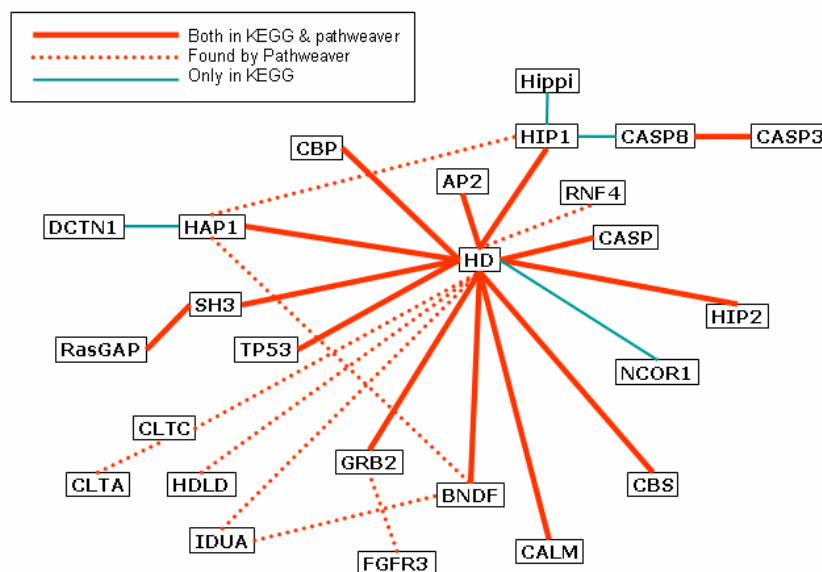 Both in KEGG & pathweaver
Found by Pathweaver
Only in KEGG
Hippi
HIP1
CASP8
CASP3
CBP
AP2
RNF4
DCTN1
HAP1
CASP
HD
SH3
HIP2
RasGAP
TP53
NCOR1
CLTC
GRB2
CLTA
HDLD
BNDF
CBS
IDUA
FGFR3
CALM